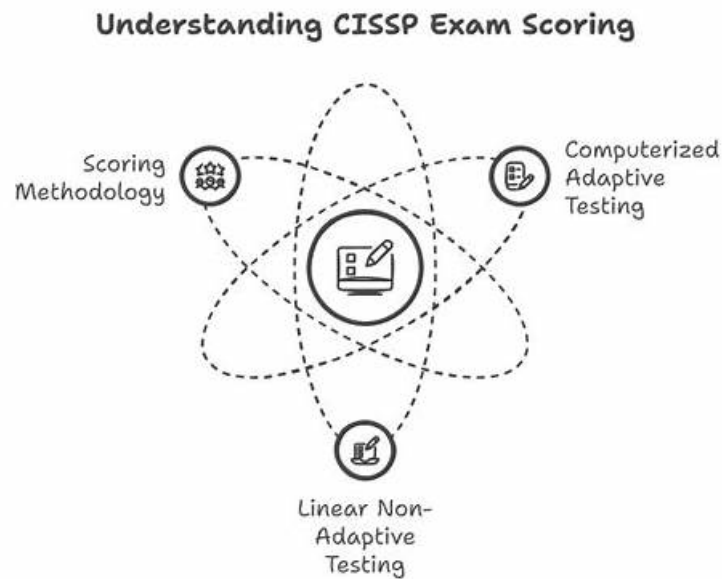 Understanding CISSP Exam Scoring
Scoring
Methodology
Computerized
Adaptive
Testing
Linear Non-
Adaptive
Testing